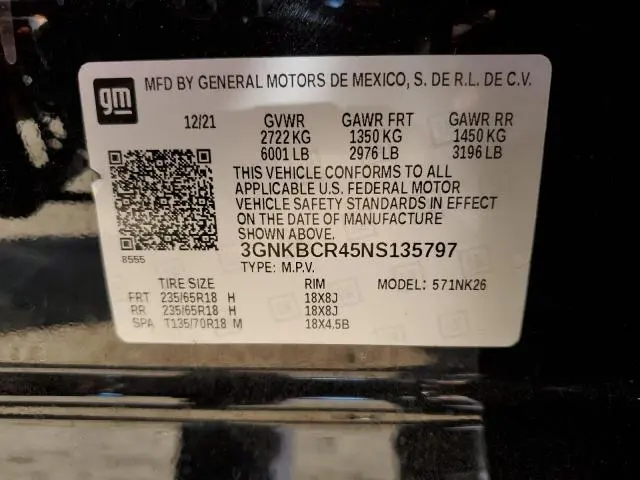 gm MFD BY GENERAL MOTORS DE MEXICO, S. DE R.L. DE C.V.
12/21 GVWR GAWR FRT GAWR RR
2722 KG 1350 KG 1450 KG
6001 LB 2976 LB 3196 LB
THIS VEHICLE CONFORMS TO ALL
APPLICABLE U.S. FEDERAL MOTOR
VEHICLE SAFETY STANDARDS IN EFFECT
ON THE DATE OF MANUFACTURE
SHOWN ABOVE.
8555 3GNKBCR45NS135797
TYPE: M.P.V.
TIRE SIZE RIM MODEL: 571NK26
FRT 235/65R18 H 18X8J
RR 235/65R18 H 18X8J
SPA T135/70R18 M 18X4.5B